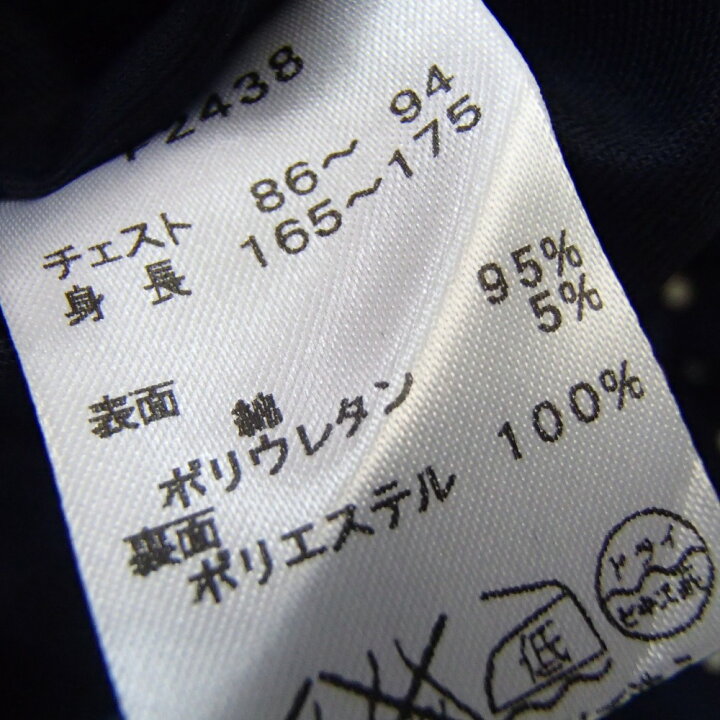 2438
チェスト 86～ 94
身 長 165～175
表面 綿 95%
ポリウレタン 5%
裏面
ポリエステル 100%
ドライ
低